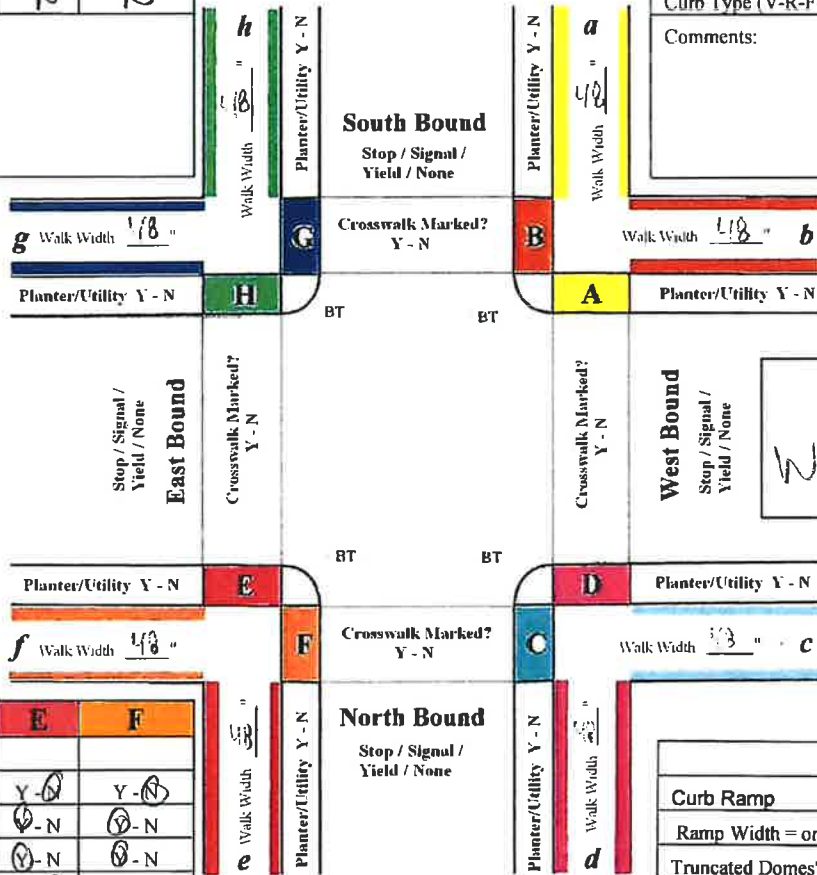 Curb Type (V-R-F
Comments:
h
Walk Width 48 "
Planter/Utility Y - N
South Bound
Stop / Signal /
Yield / None
Planter/Utility Y - N
a
Walk Width 48 "
g Walk Width 48 "
G
Crosswalk Marked?
Y - N
B
Walk Width 48 " b
Planter/Utility Y - N
H
BT
BT
A
Planter/Utility Y - N
Stop / Signal /
Yield / None
East Bound
Crosswalk Marked?
Y - N
Crosswalk Marked?
Y - N
West Bound
Stop / Signal /
Yield / None
BT
BT
Planter/Utility Y - N
E
D
Planter/Utility Y - N
f Walk Width 48 "
F
Crosswalk Marked?
Y - N
C
Walk Width 48 " c
E F
Y - N Y - N
Y - N Y - N
Y - N Y - N
Walk Width 48 "
e
Planter/Utility Y - N
North Bound
Stop / Signal /
Yield / None
Planter/Utility Y - N
Walk Width 48 "
d
Curb Ramp
Ramp Width = or
Truncated Domes